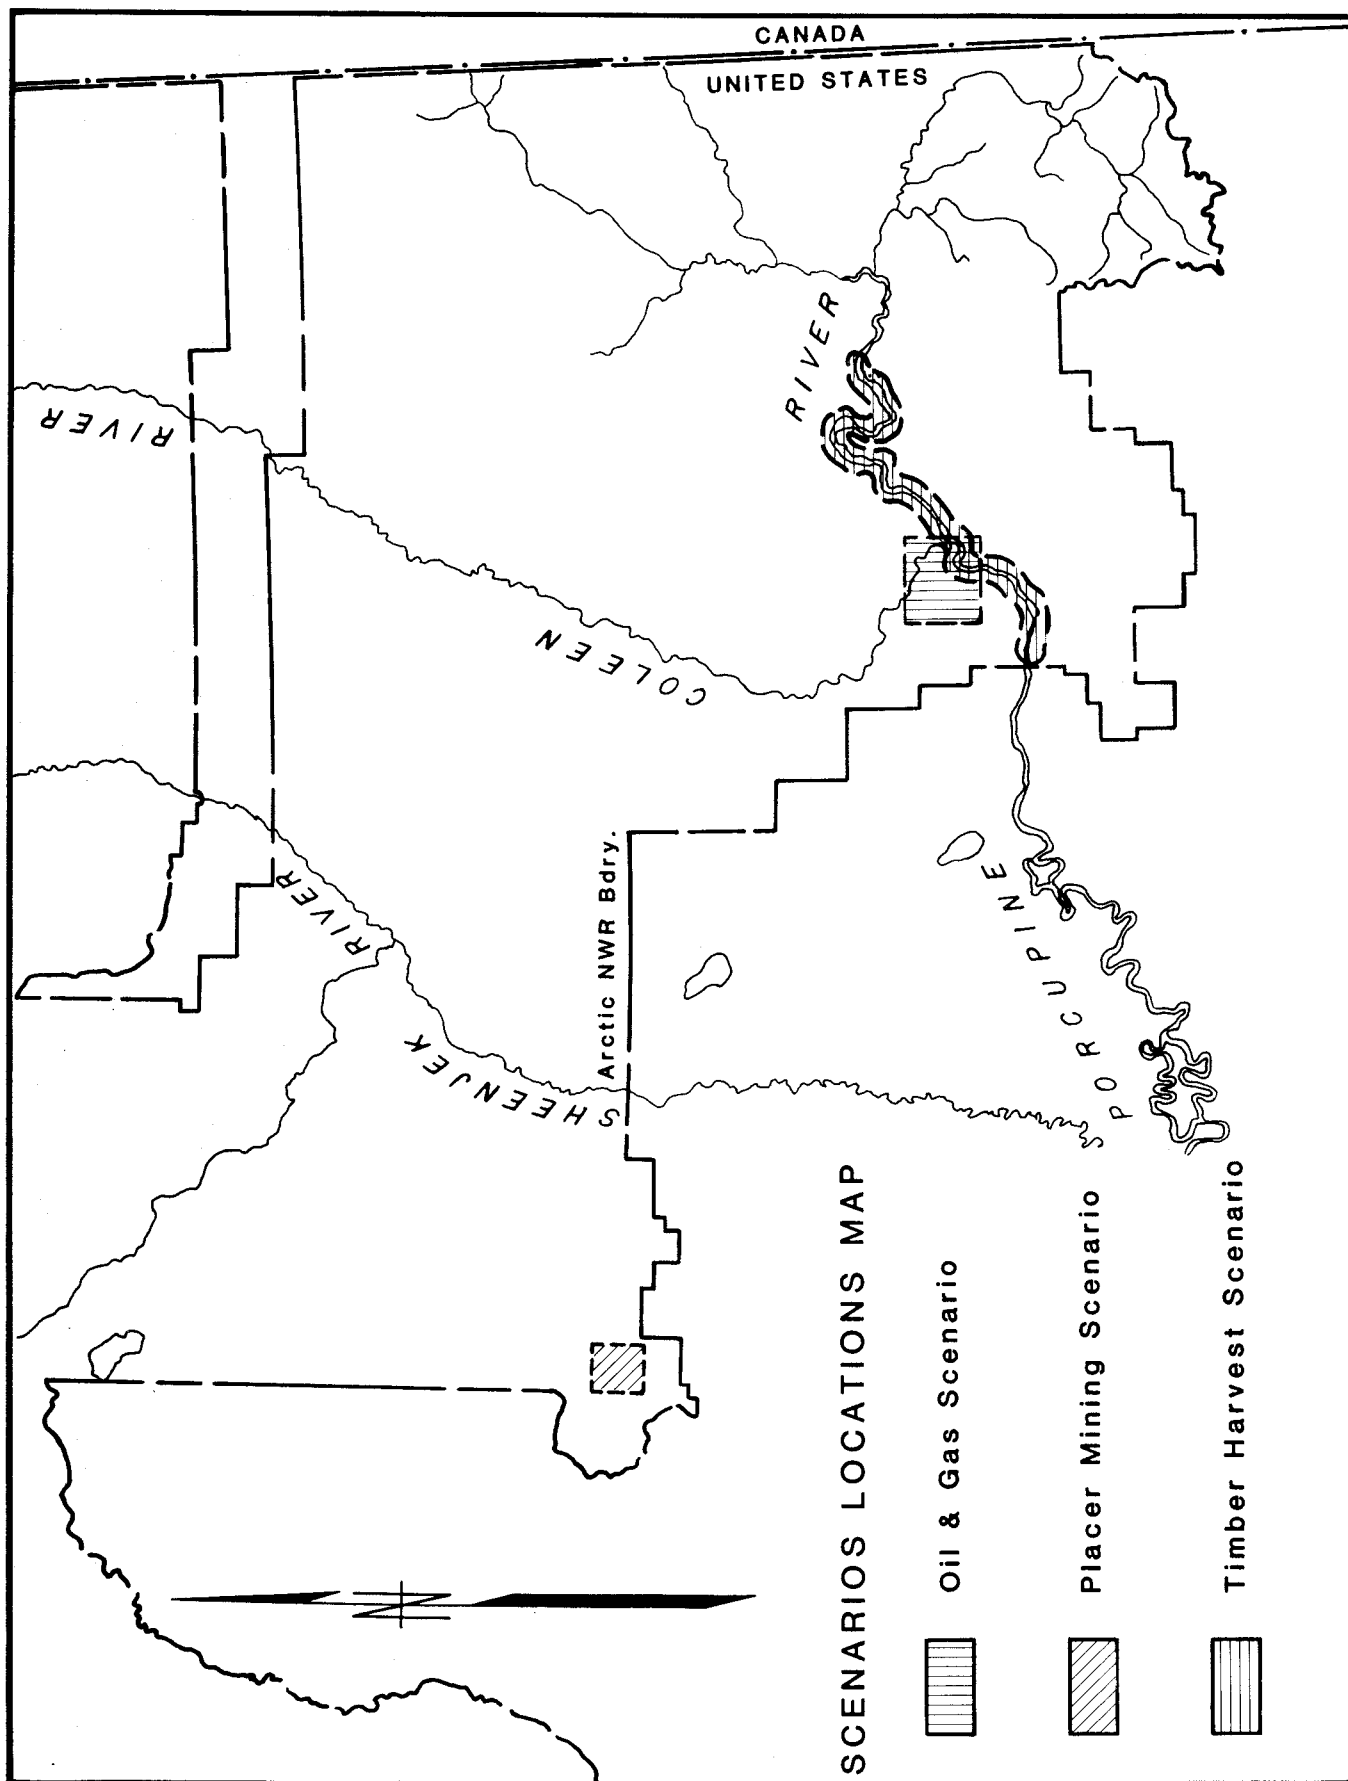 CANADA
UNITED STATES
RIVER
COLEEN
RIVER
SHEENJEK
RIVER
PORCUPINE
Arctic NWR Bdry.
N
SCENARIOS LOCATIONS MAP
Oil & Gas Scenario
Placer Mining Scenario
Timber Harvest Scenario